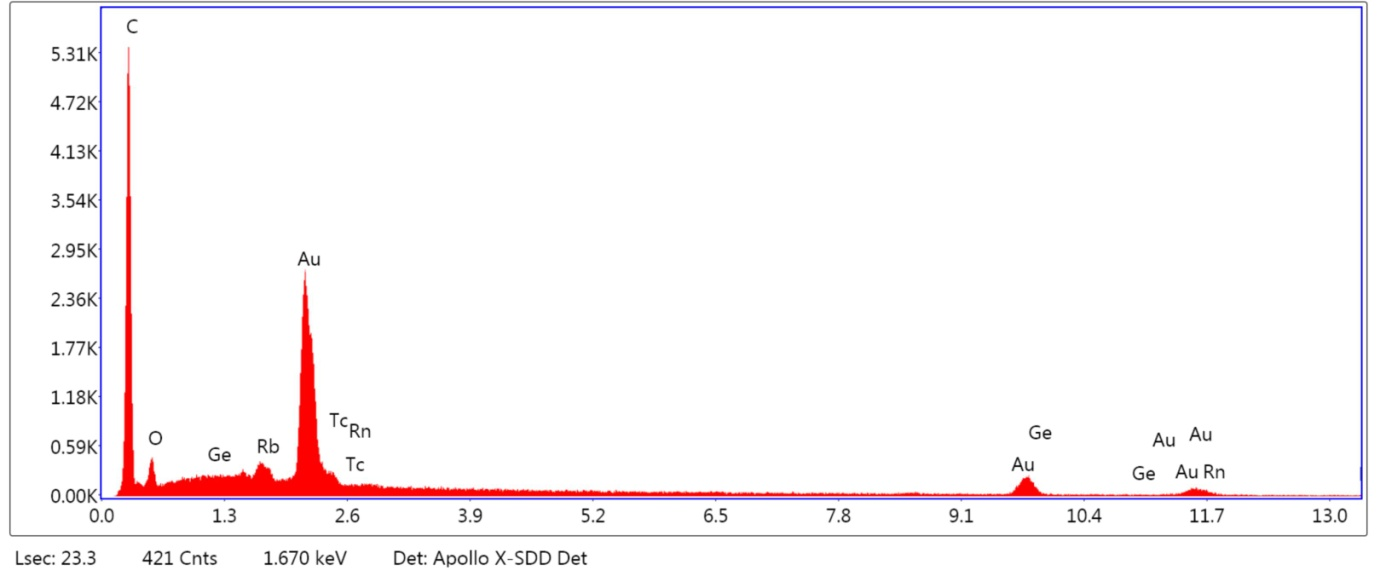 C
5.31K
4.72K
4.13K
3.54K
2.95K
Au
2.36K
1.77K
1.18K
Tc Rn
Ge
Au Au
O
0.59K
Ge Rb
Tc
Au
Ge Au Rn
0.00K
0.0 1.3 2.6 3.9 5.2 6.5 7.8 9.1 10.4 11.7 13.0
Lsec: 23.3 421 Cnts 1.670 keV Det: Apollo X-SDD Det